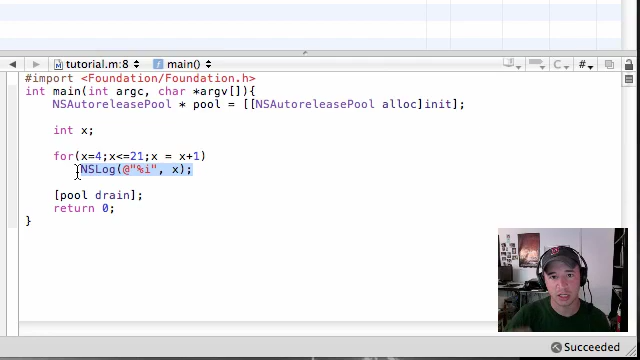 tutorial.m:8 main()
C #
#import <Foundation/Foundation.h>
int main(int argc, char *argv[]){
NSAutoreleasePool * pool = [[NSAutoreleasePool alloc]init];
int x;
for(x=4;x<=21;x = x+1)
NSLog(@"%i", x);
[pool drain];
return 0;
}
Succeeded